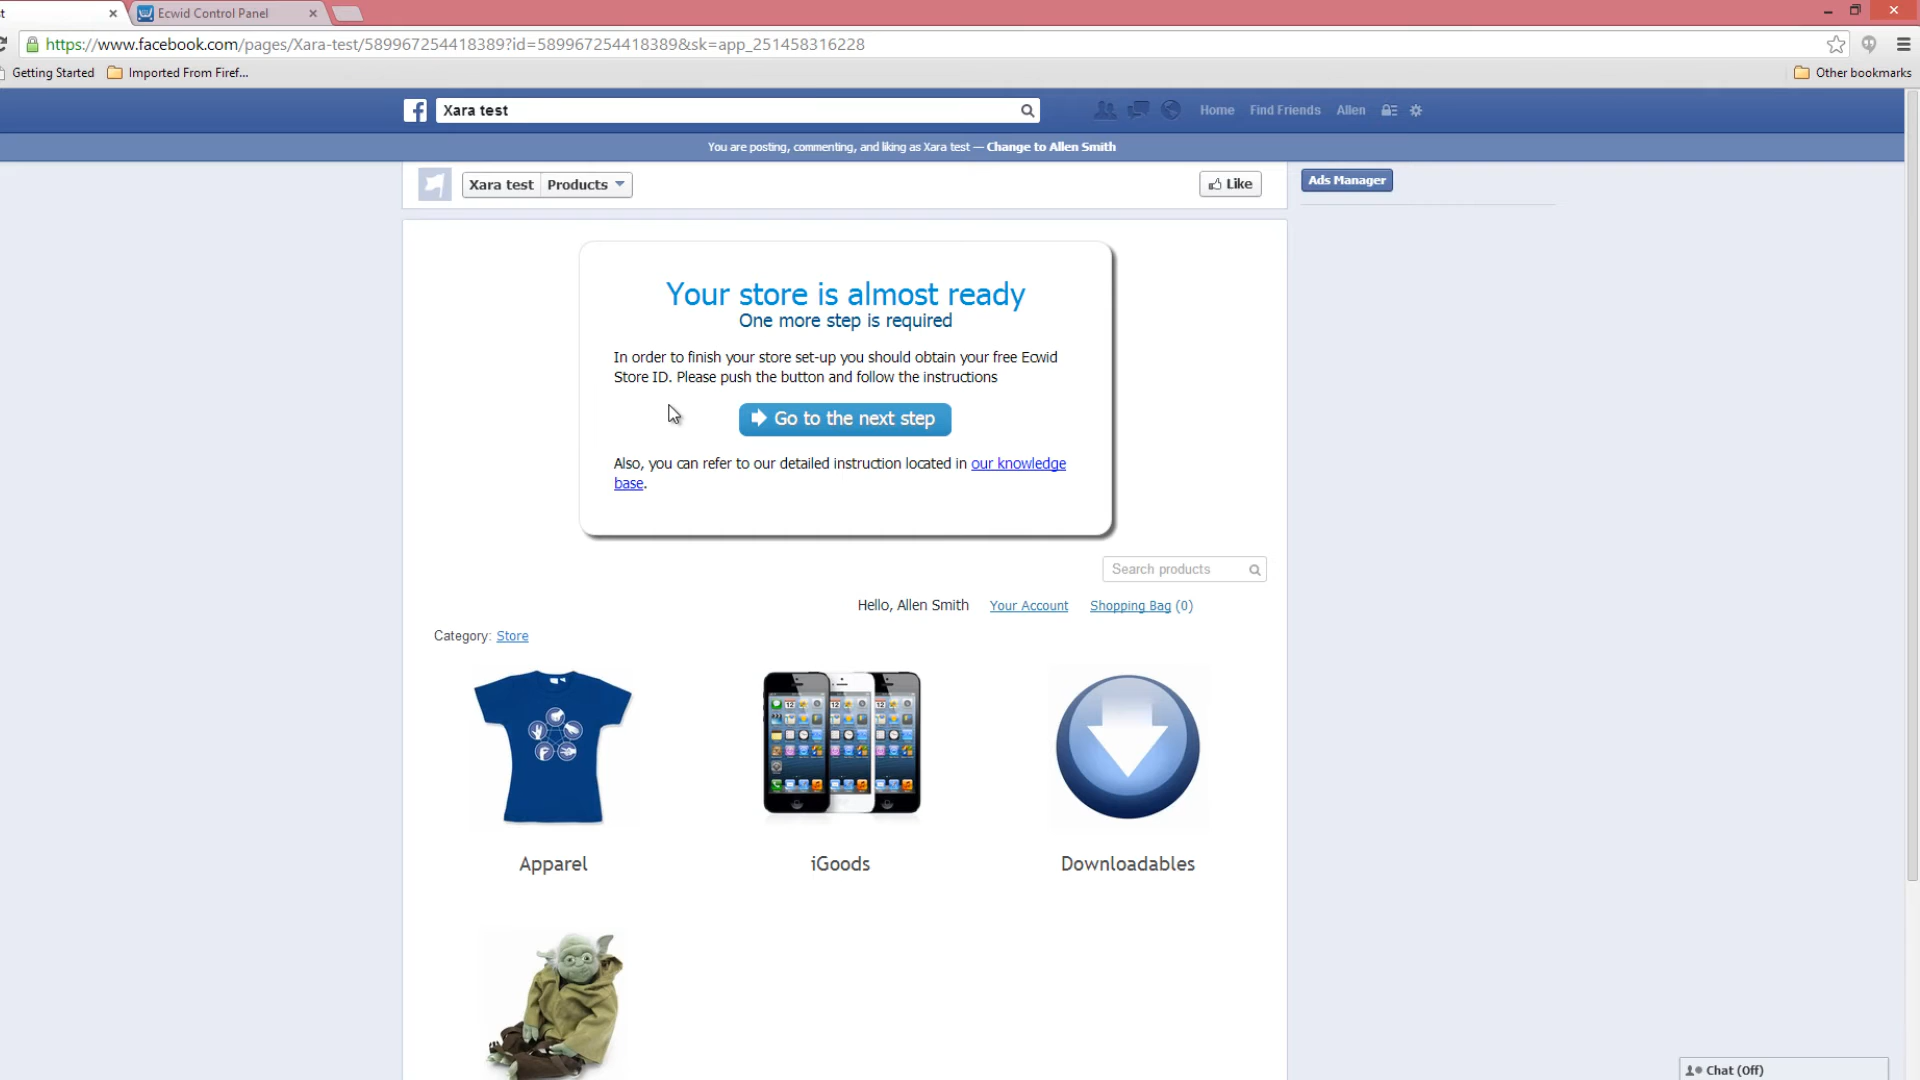 Ecwid Control Panel
https://www.facebook.com/pages/Xara-test/589967254418389?id=589967254418389&sk=app_251458316228
Getting Started
Imported From Firef...
Other bookmarks
Xara test
Home
Find Friends
Allen
You are posting, commenting, and liking as Xara test — Change to Allen Smith
Xara test
Products
Like
Ads Manager
Your store is almost ready
One more step is required
In order to finish your store set-up you should obtain your free Ecwid
Store ID. Please push the button and follow the instructions
Go to the next step
Also, you can refer to our detailed instruction located in our knowledge
base.
Search products
Hello, Allen Smith
Your Account
Shopping Bag (0)
Category: Store
Apparel
iGoods
Downloadables
Chat (Off)